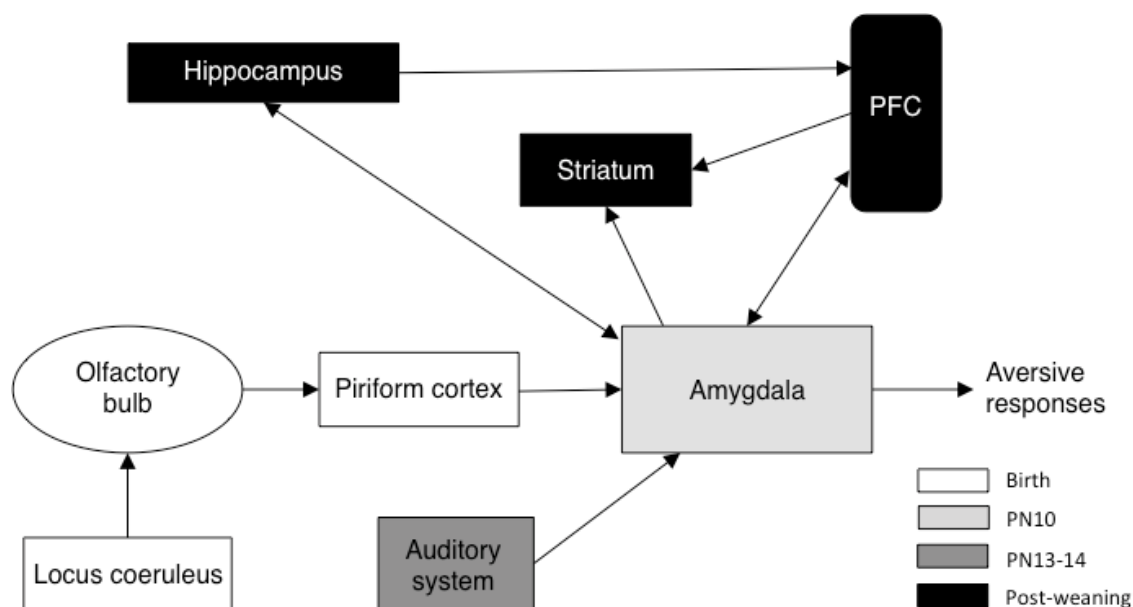 Hippocampus
PFC
Striatum
Olfactory
bulb
Piriform cortex
Amygdala
Aversive
responses
Locus coeruleus
Auditory
system
Birth
PN10
PN13-14
Post-weaning